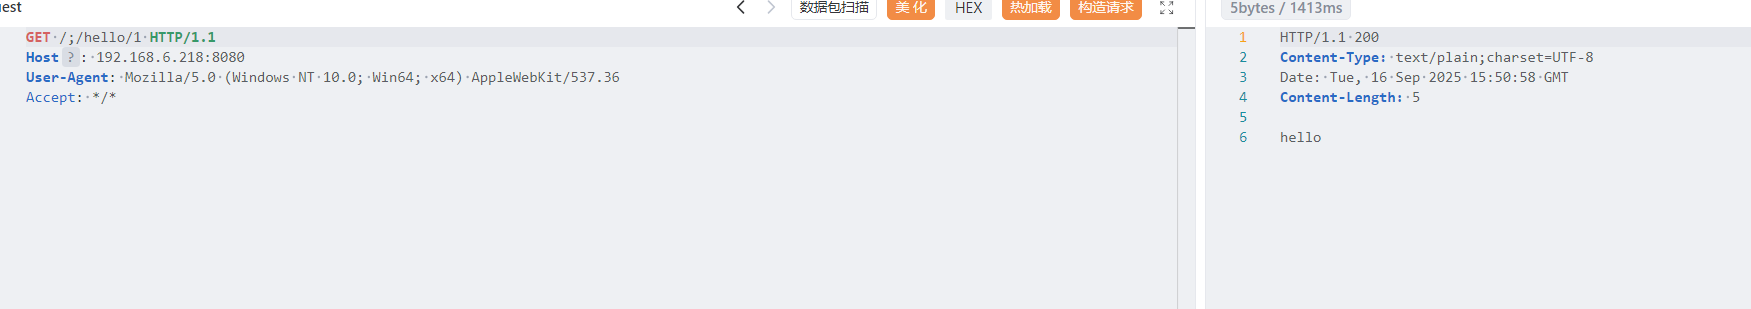 数据包扫描 美化 HEX 热加载 构造请求 5bytes / 1413ms
GET /;/hello/1 HTTP/1.1
Host ? : 192.168.6.218:8080
User-Agent: Mozilla/5.0 (Windows NT 10.0; Win64; x64) AppleWebKit/537.36
Accept: */*
1 HTTP/1.1 200
2 Content-Type: text/plain;charset=UTF-8
3 Date: Tue, 16 Sep 2025 15:50:58 GMT
4 Content-Length: 5
5
6 hello